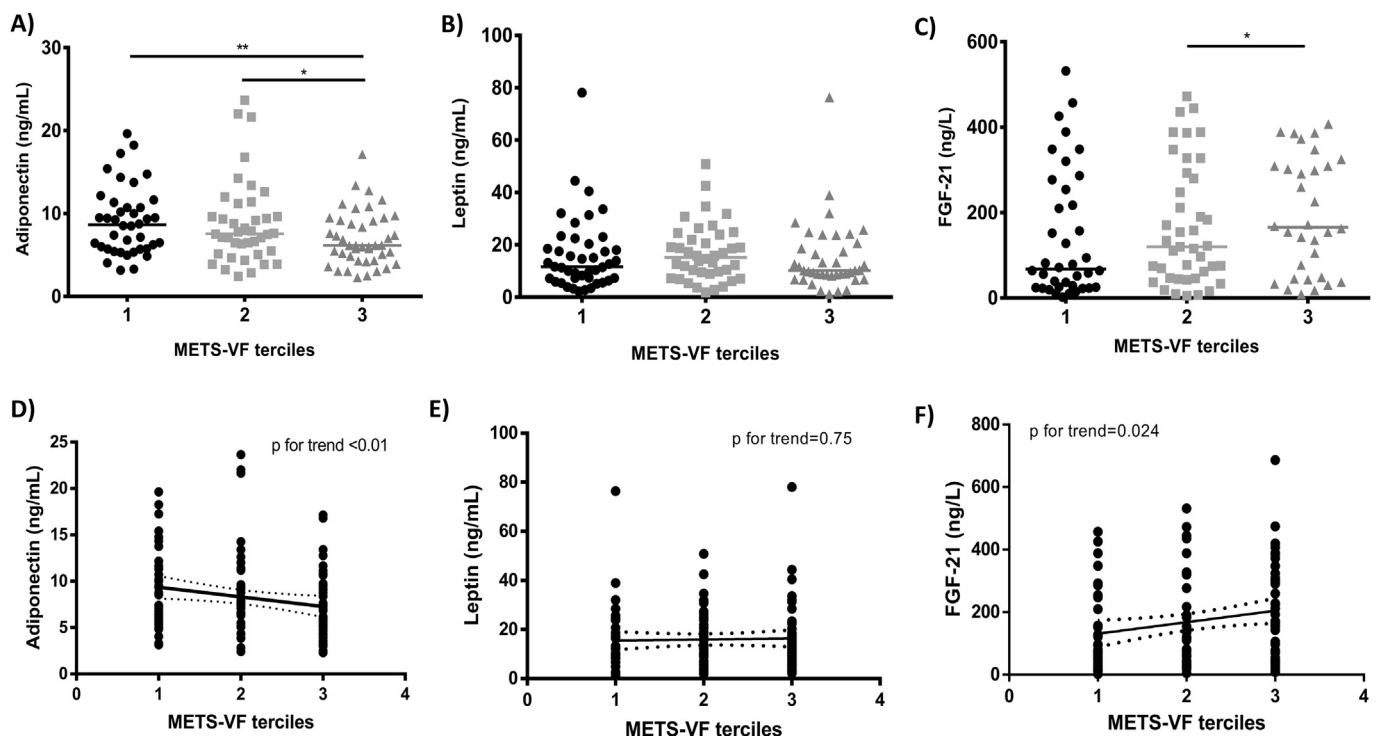 A)
Adiponectin (ng/mL)
30
20
10
0
**
*
1 2 3
METS-VF terciles
B)
Leptin (ng/mL)
100
80
60
40
20
0
1 2 3
METS-VF terciles
C)
FGF-21 (ng/L)
600
400
200
0
*
1 2 3
METS-VF terciles
D)
Adiponectin (ng/mL)
25
20
15
10
5
0
p for trend <0.01
0 1 2 3 4
METS-VF terciles
E)
Leptin (ng/mL)
100
80
60
40
20
0
p for trend=0.75
0 1 2 3 4
METS-VF terciles
F)
FGF-21 (ng/L)
800
600
400
200
0
p for trend=0.024
0 1 2 3 4
METS-VF terciles